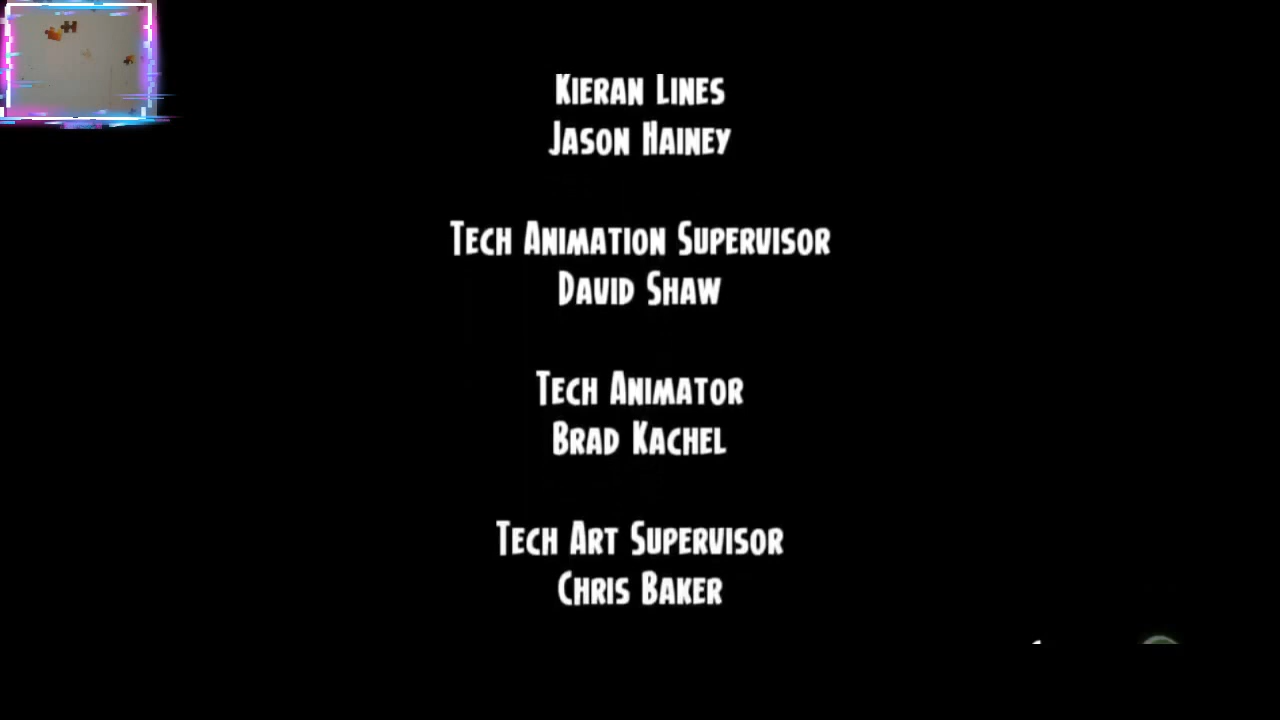 Kieran Lines
Jason Hainey
Tech Animation Supervisor
David Shaw
Tech Animator
Brad Kachel
Tech Art Supervisor
Chris Baker